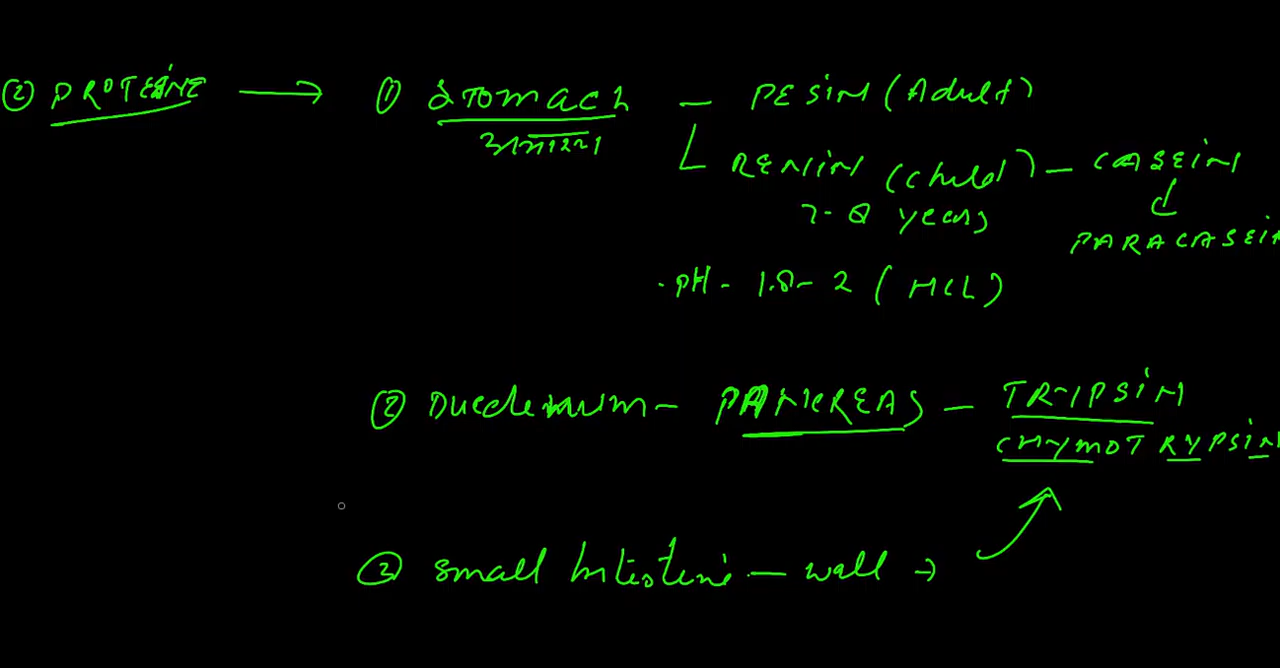 ② PROTEINE → ① Stomach — PESiN (Adult)
आमाशय
RENiN (Child) — CASEiN
7-8 years ↓
PARACASEiN
.pH - 1.8 - 2 (HCL)
② Duedenum — PANCREAS — TRIPSiN
CHYMOTRYPSiN
③ Small Intestine — wall →